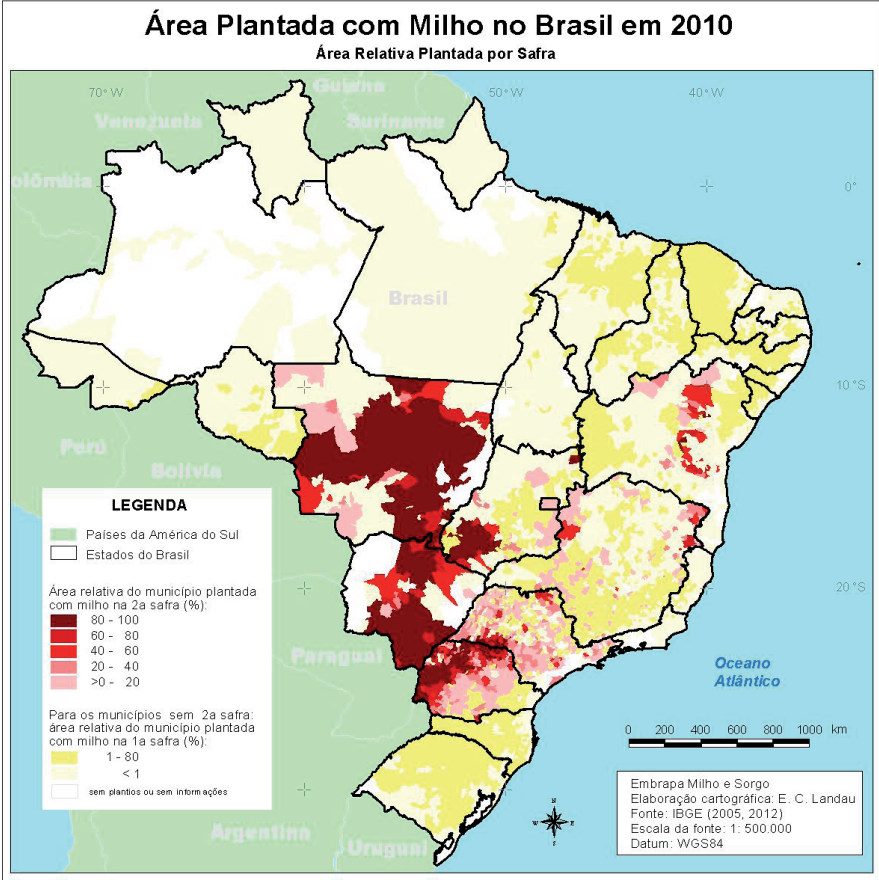 Área Plantada com Milho no Brasil em 2010
Área Relativa Plantada por Safra
70° W
50° W
40° W
Guiana
Venezuela
Suriname
olômbia
0°
Brasil
10° S
Perú
Bolívia
LEGENDA
Países da América do Sul
Estados do Brasil
Área relativa do município plantada
com milho na 2a safra (%):
80 - 100
60 - 80
40 - 60
20 - 40
>0 - 20
Para os municípios sem 2a safra:
área relativa do município plantada
com milho na 1a safra (%):
1 - 80
< 1
sem plantios ou sem informações
20° S
Paraguai
Oceano
Atlântico
0 200 400 600 800 1000 km
Argentina
Uruguai
N
W E
S
Embrapa Milho e Sorgo
Elaboração cartográfica: E. C. Landau
Fonte: IBGE (2005, 2012)
Escala da fonte: 1: 500.000
Datum: WGS84